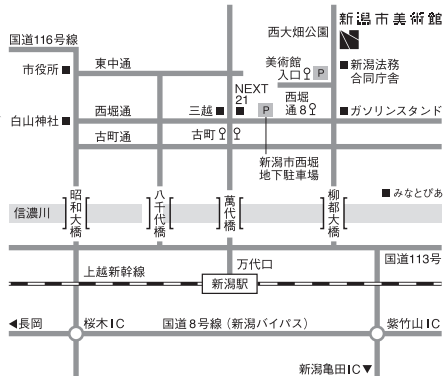 新潟市美術館
西大畑公園
国道116号線
美術館
入口
P
市役所
東中通
新潟法務
合同庁舎
NEXT
21
西堀
通8
P
白山神社
西堀通
三越
ガソリンスタンド
古町通
古町
新潟市西堀
地下駐車場
昭和大橋
八千代橋
萬代橋
柳都大橋
みなとぴあ
信濃川
万代口
国道113号
上越新幹線
新潟駅
◀長岡
桜木IC
国道8号線（新潟バイパス）
紫竹山IC
新潟亀田IC▼